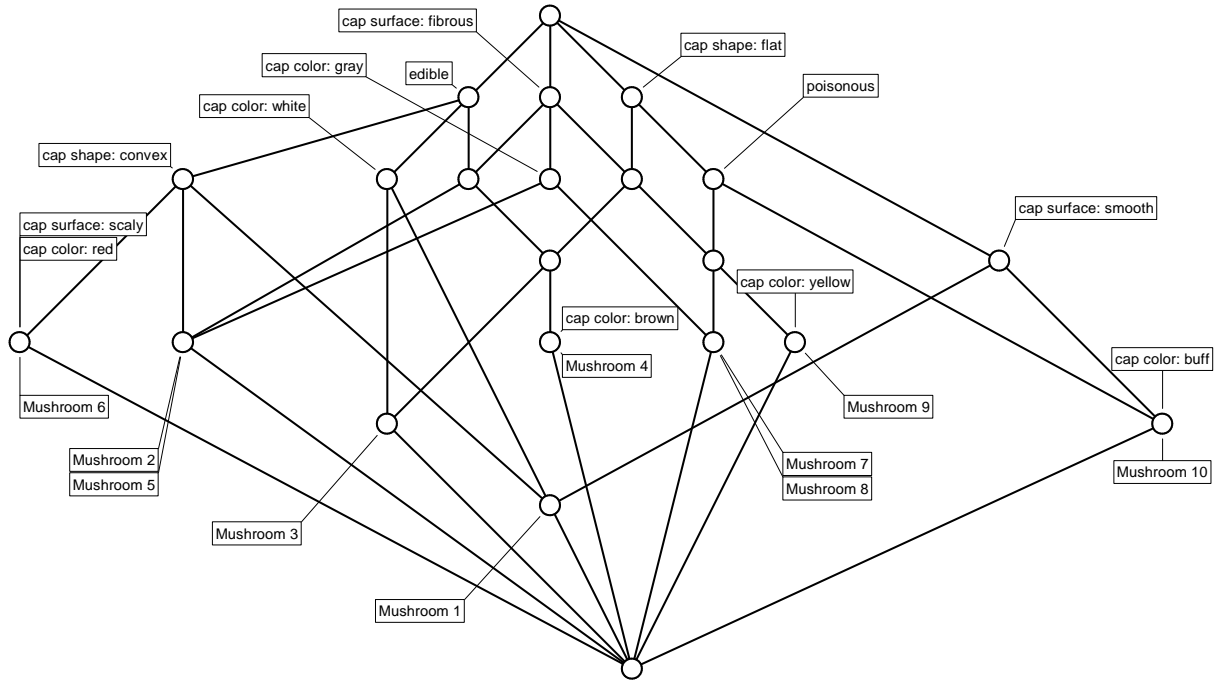 cap surface: fibrous
cap shape: flat
cap color: gray
edible
poisonous
cap color: white
cap shape: convex
cap surface: smooth
cap surface: scaly
cap color: red
cap color: yellow
cap color: brown
cap color: buff
Mushroom 4
Mushroom 6
Mushroom 9
Mushroom 2
Mushroom 7
Mushroom 10
Mushroom 5
Mushroom 8
Mushroom 3
Mushroom 1